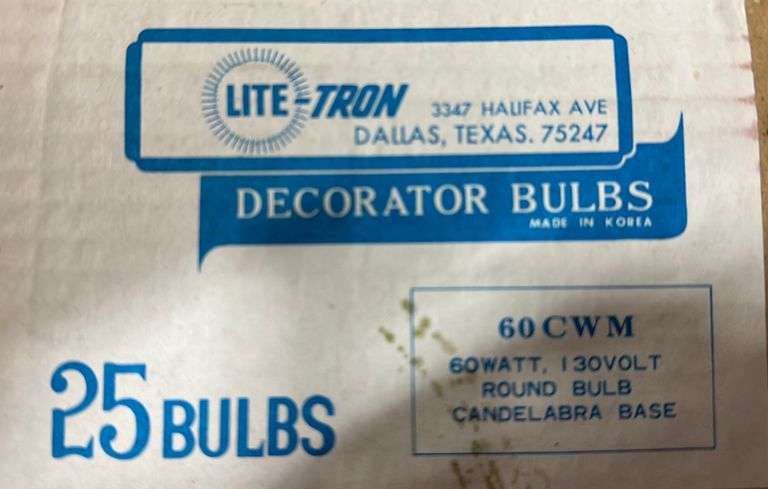 LITE-TRON
3347 HALIFAX AVE
DALLAS, TEXAS. 75247
DECORATOR BULBS
MADE IN KOREA
60CWM
60WATT, 130VOLT
ROUND BULB
CANDELABRA BASE
25 BULBS